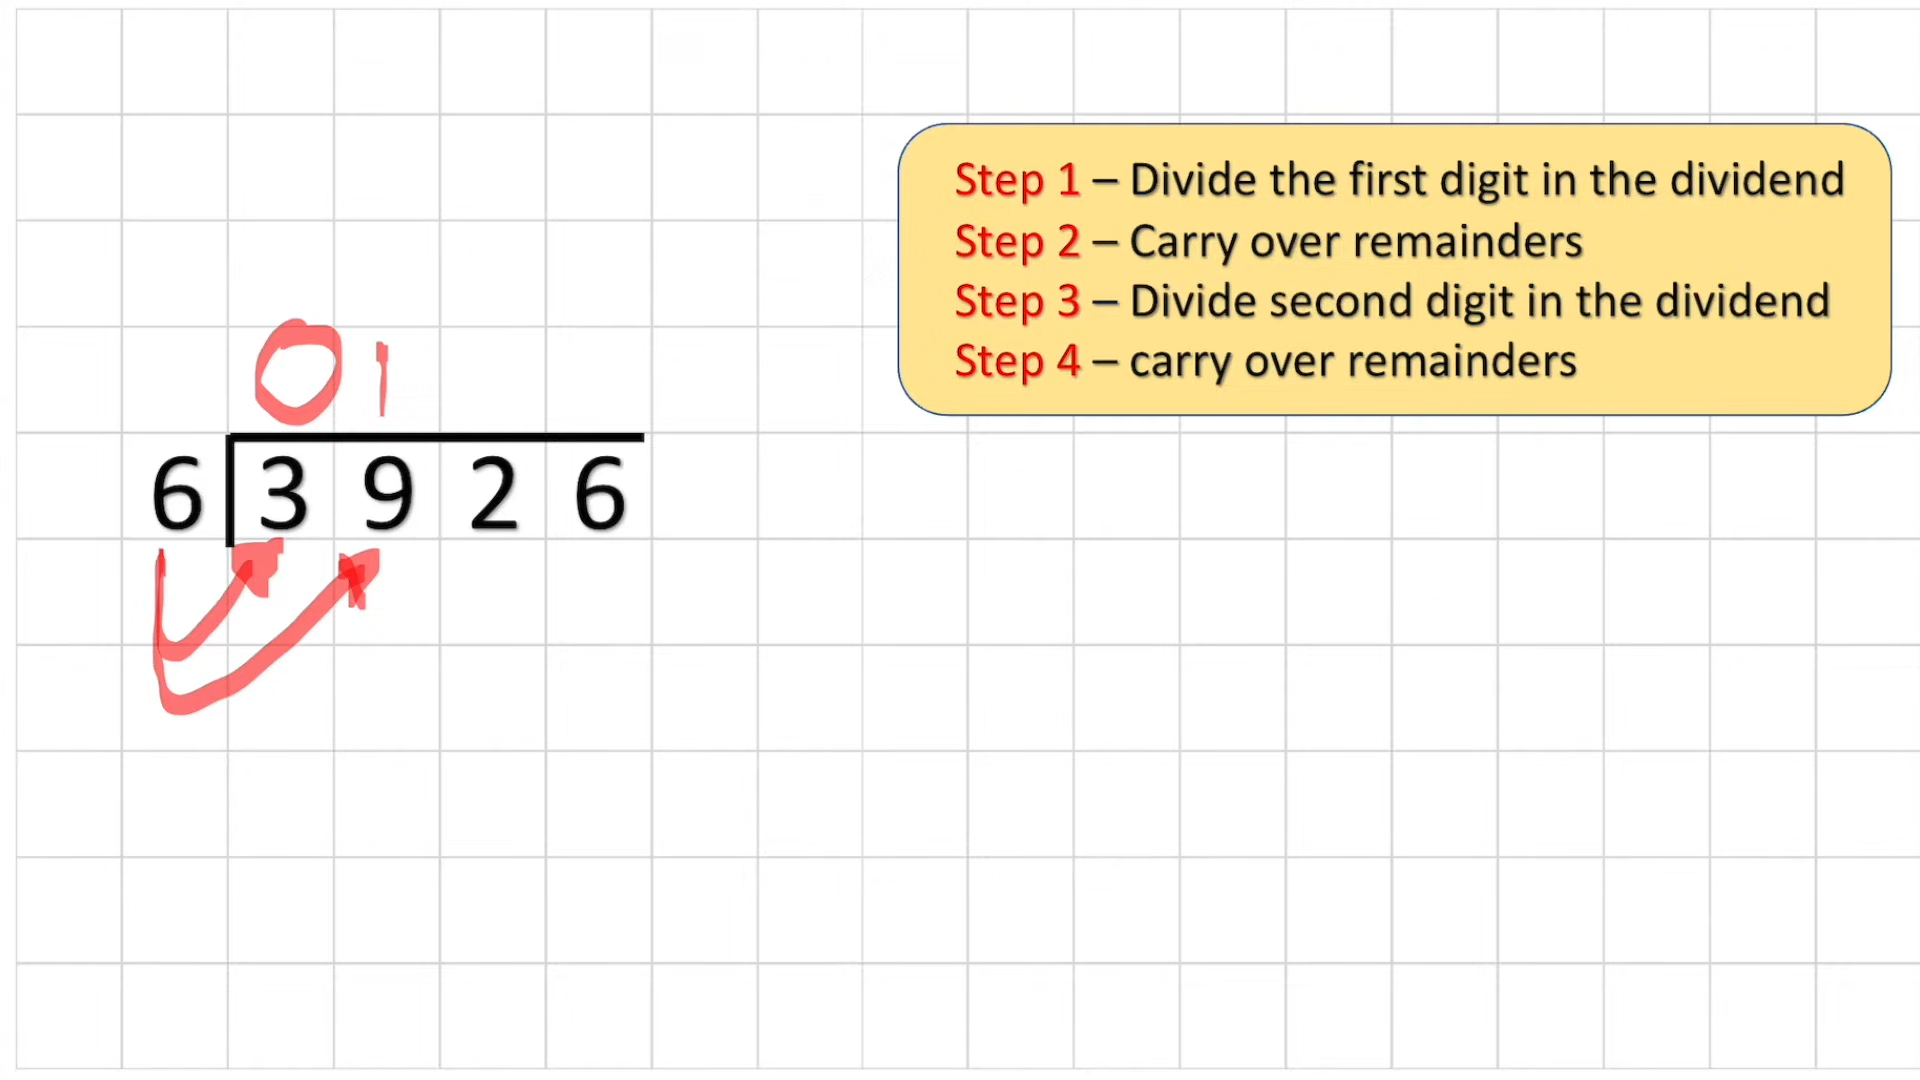 Step 1 – Divide the first digit in the dividend
Step 2 – Carry over remainders
Step 3 – Divide second digit in the dividend
Step 4 – carry over remainders
0 1
6 3 9 2 6